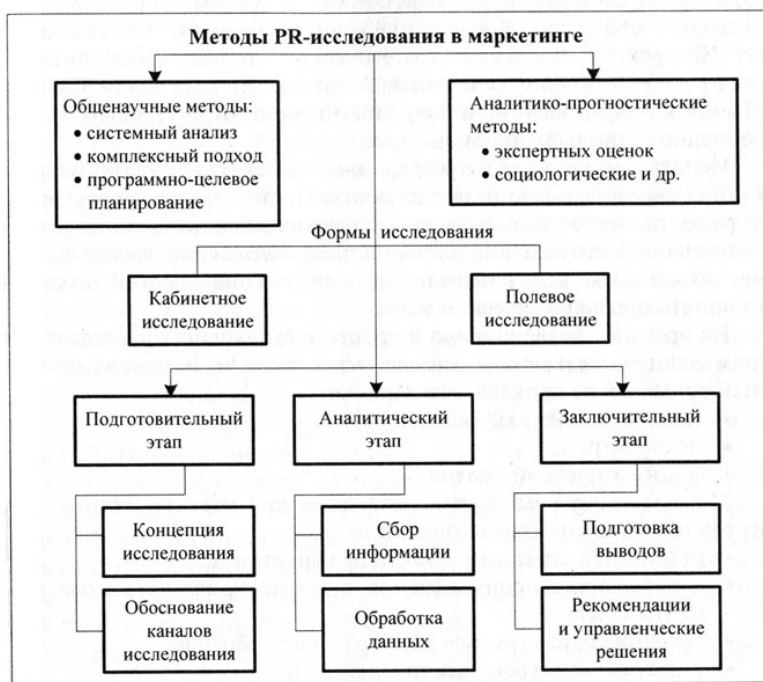 Методы PR-исследования в маркетинге
Общенаучные методы:
• системный анализ
• комплексный подход
• программно-целевое
планирование
Аналитико-прогностические
методы:
• экспертных оценок
• социологические и др.
Формы исследования
Кабинетное
исследование
Полевое
исследование
Подготовительный
этап
Аналитический
этап
Заключительный
этап
Концепция
исследования
Сбор
информации
Подготовка
выводов
Обоснование
каналов
исследования
Обработка
данных
Рекомендации
и управленческие
решения